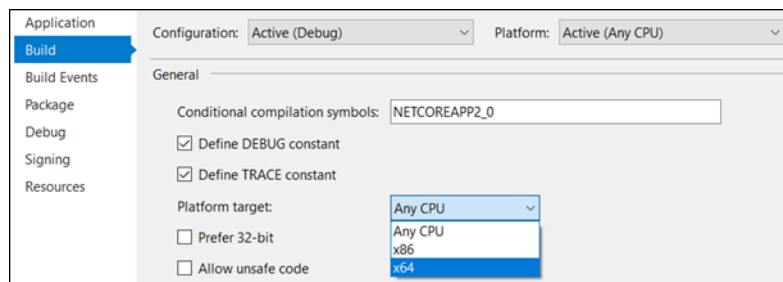 Application
Build
Build Events
Package
Debug
Signing
Resources
Configuration: Active (Debug) Platform: Active (Any CPU)
General
Conditional compilation symbols: NETCOREAPP2_0
Define DEBUG constant
Define TRACE constant
Platform target: Any CPU
Any CPU
x86
x64
Prefer 32-bit
Allow unsafe code